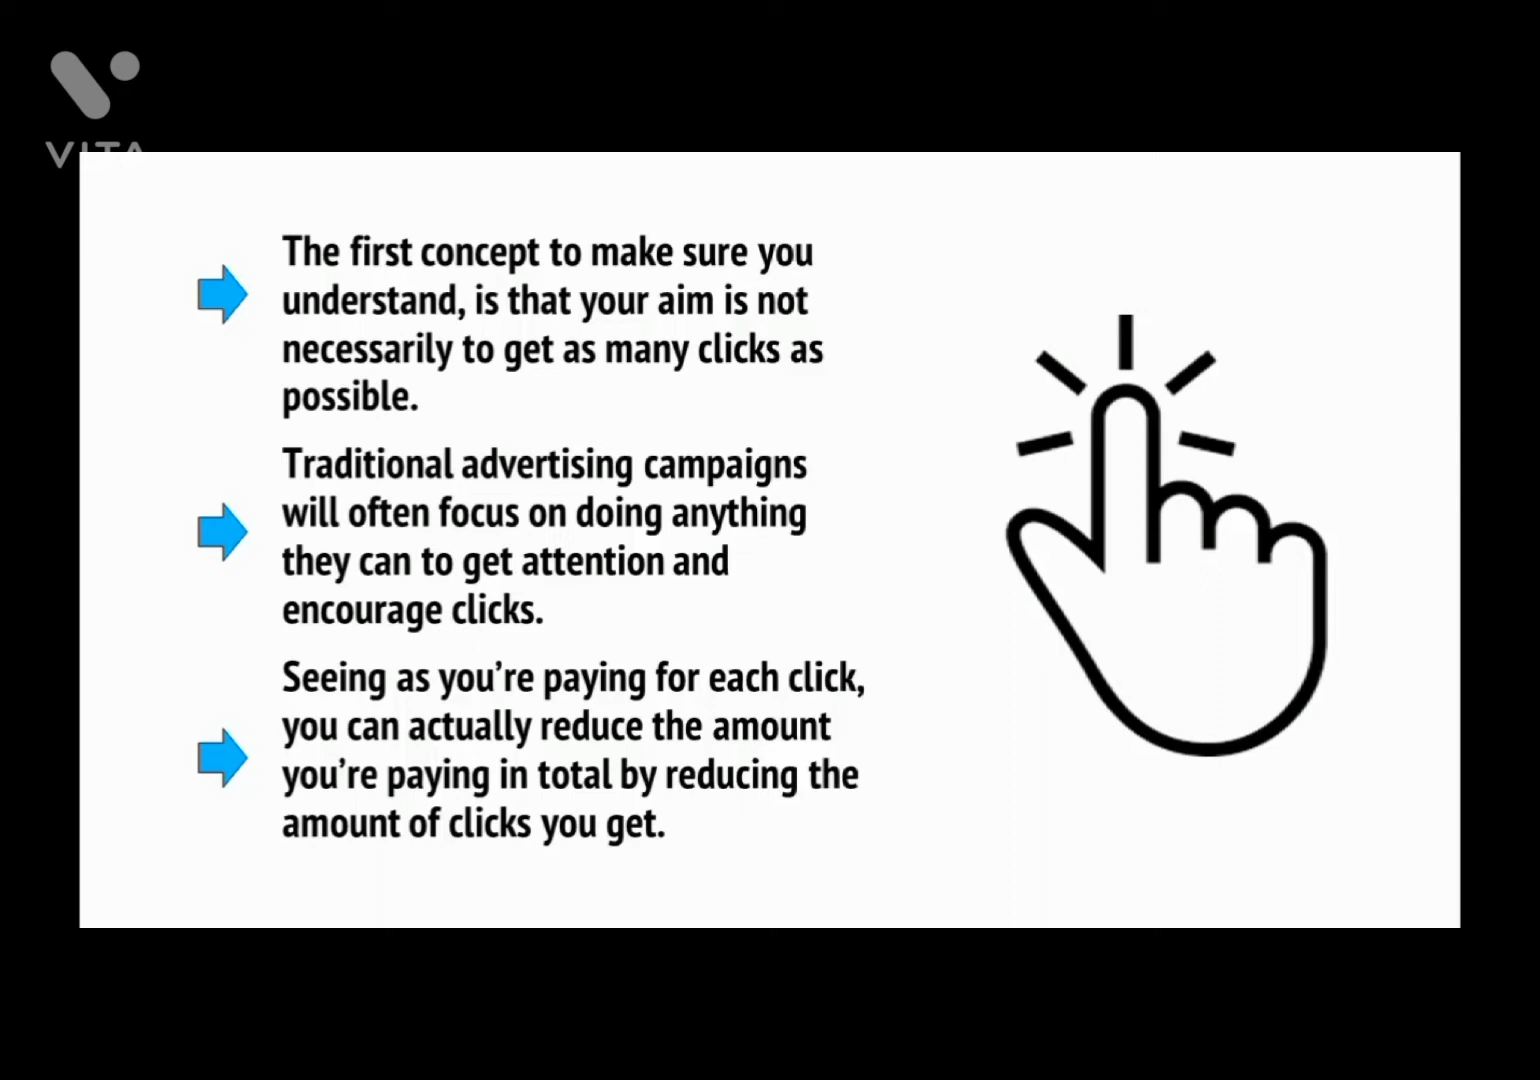 VITA
The first concept to make sure you
understand, is that your aim is not
necessarily to get as many clicks as
possible.
Traditional advertising campaigns
will often focus on doing anything
they can to get attention and
encourage clicks.
Seeing as you're paying for each click,
you can actually reduce the amount
you're paying in total by reducing the
amount of clicks you get.